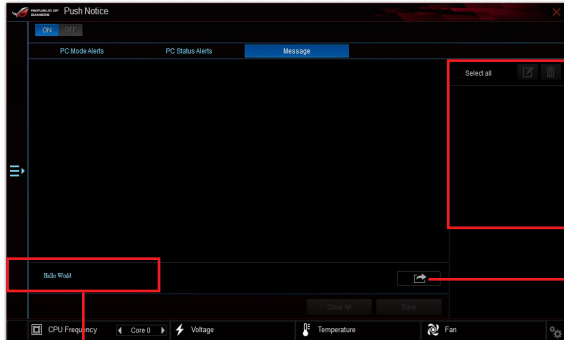 REPUBLIC OF GAMERS Push Notice
ON OFF
PC Mode Alerts PC Status Alerts Message
Select all
Hello World
Clear All Save
CPU Frequency Core 0 Voltage Temperature Fan